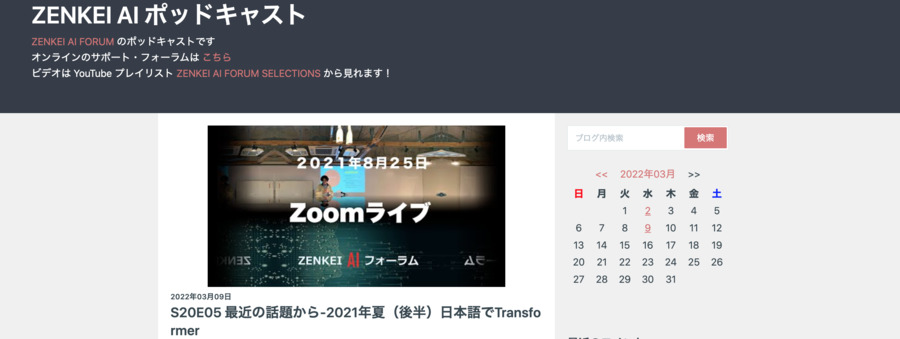 ZENKEI AI ポッドキャスト
ZENKEI AI FORUM のポッドキャストです
オンラインのサポート・フォーラムは こちら
ビデオは YouTube プレイリスト ZENKEI AI FORUM SELECTIONS から見れます！
2021年8月25日
Zoomライブ
ZENKEI AI フォーラム
2022年03月09日
S20E05 最近の話題から-2021年夏（後半）日本語でTransfo
rmer
ブログ内検索 検索
<< 2022年03月 >>
日 月 火 水 木 金 土
1 2 3 4 5
6 7 8 9 10 11 12
13 14 15 16 17 18 19
20 21 22 23 24 25 26
27 28 29 30 31